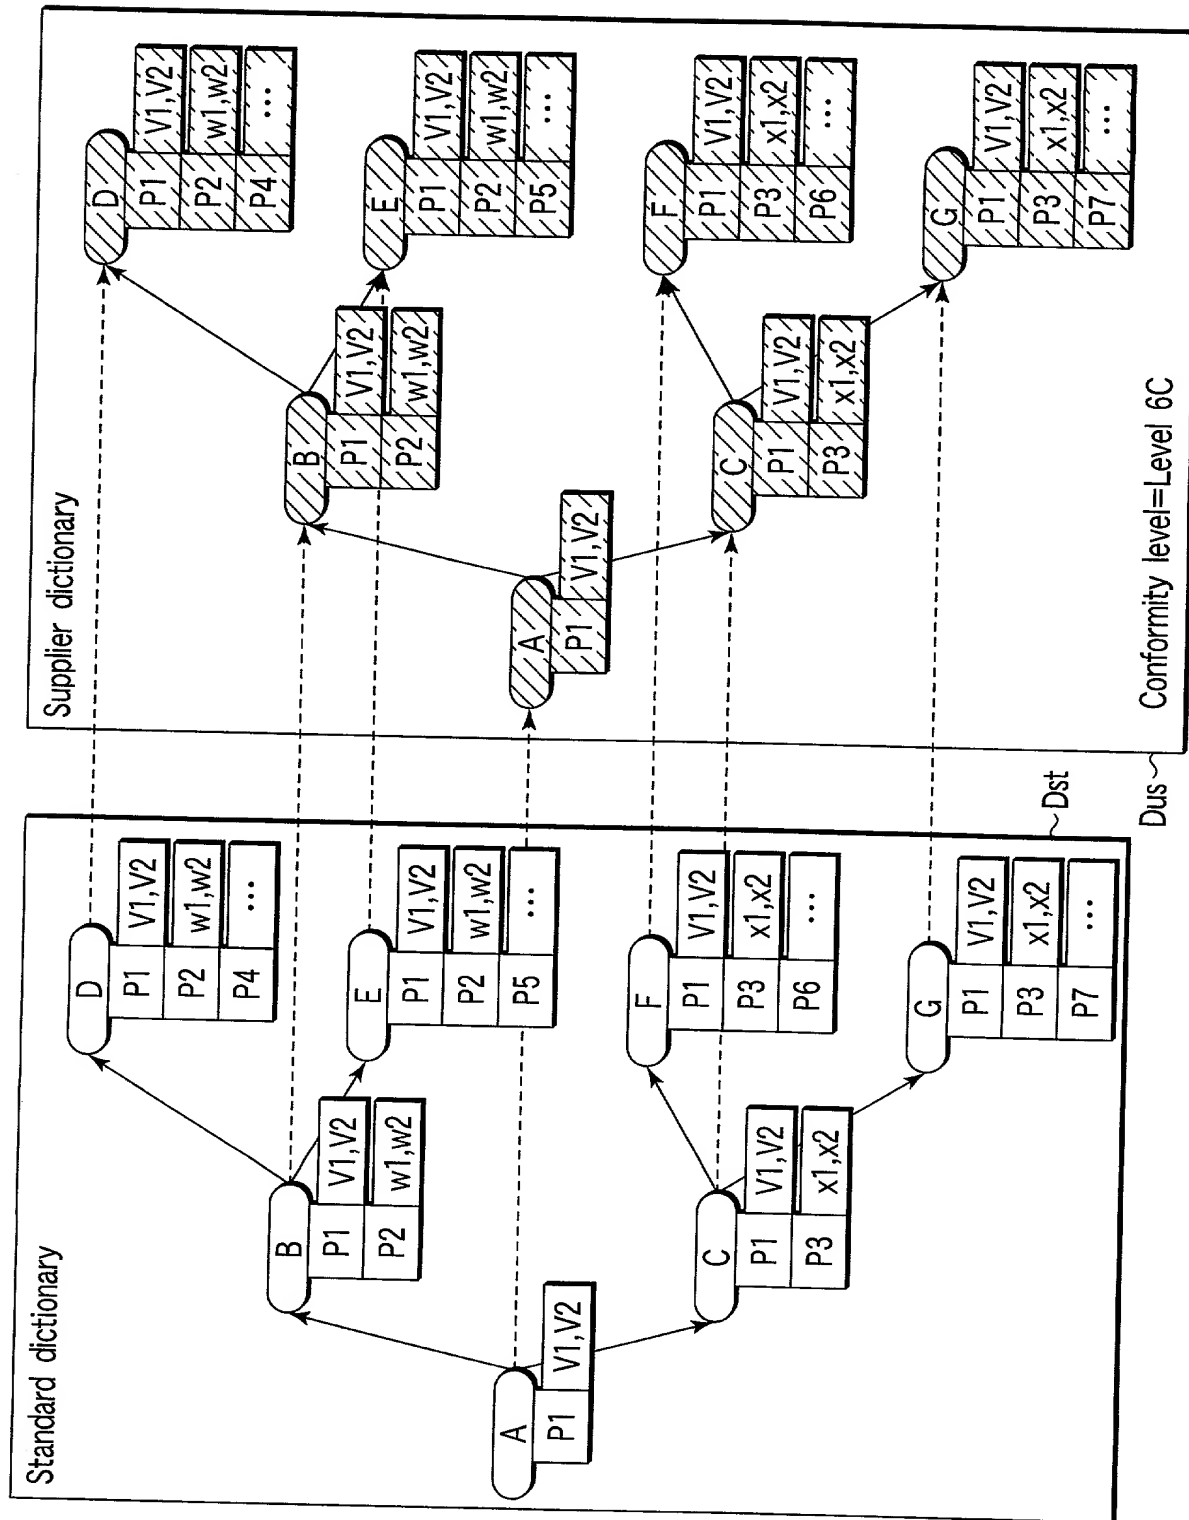 Standard dictionary
A
P1
V1,V2
B
P1
V1,V2
P2
w1,w2
C
P1
V1,V2
P3
x1,x2
D
P1
V1,V2
P2
w1,w2
P4
...
E
P1
V1,V2
P2
w1,w2
P5
...
F
P1
V1,V2
P3
x1,x2
P6
...
G
P1
V1,V2
P3
x1,x2
P7
...
Dst
Supplier dictionary
A
P1
V1,V2
B
P1
V1,V2
P2
w1,w2
C
P1
V1,V2
P3
x1,x2
D
P1
V1,V2
P2
w1,w2
P4
...
E
P1
V1,V2
P2
w1,w2
P5
...
F
P1
V1,V2
P3
x1,x2
P6
...
G
P1
V1,V2
P3
x1,x2
P7
...
Conformity level=Level 6C
Dus